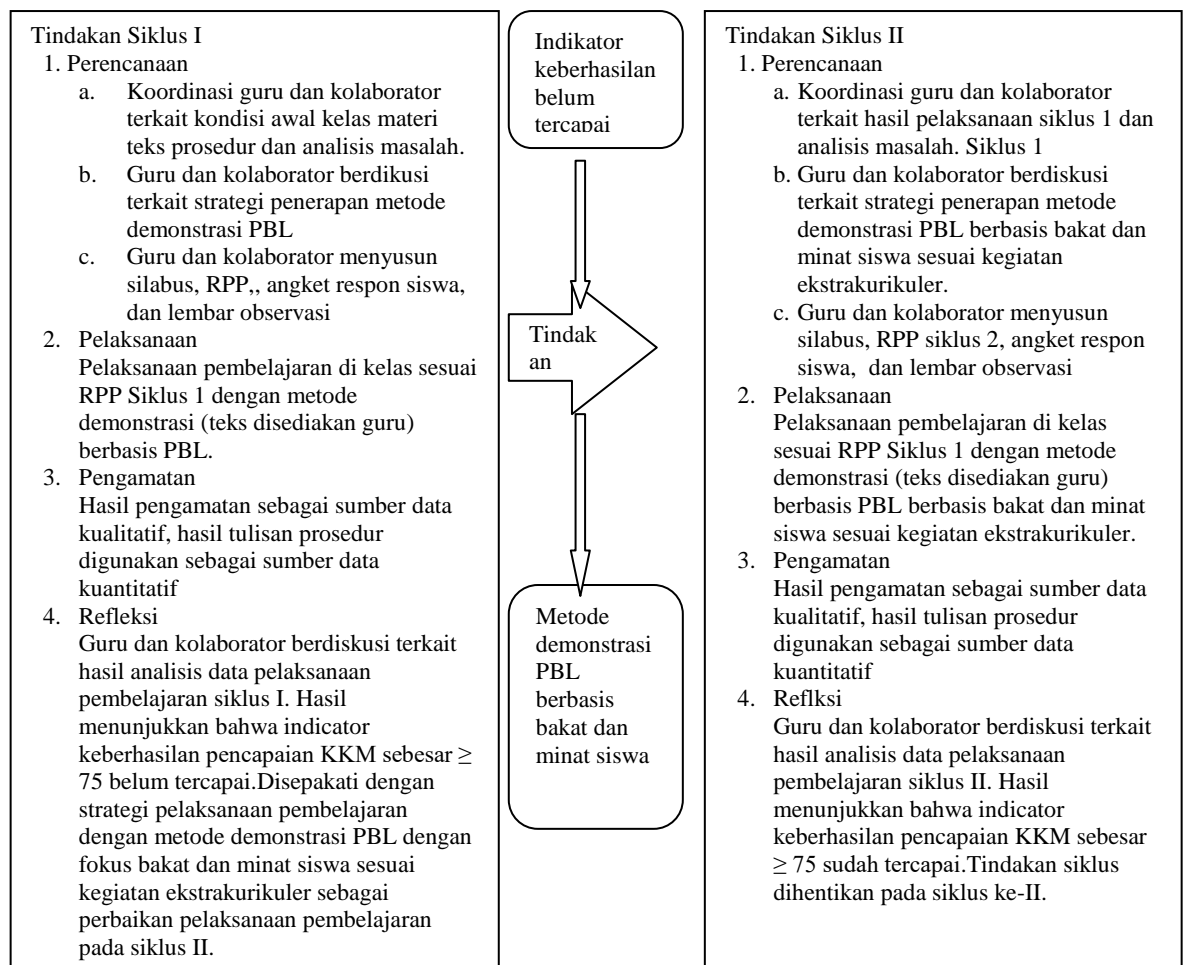 Tindakan Siklus I
1. Perencanaan
a. Koordinasi guru dan kolaborator
terkait kondisi awal kelas materi
teks prosedur dan analisis masalah.
b. Guru dan kolaborator berdikusi
terkait strategi penerapan metode
demonstrasi PBL
c. Guru dan kolaborator menyusun
silabus, RPP,, angket respon siswa,
dan lembar observasi
2. Pelaksanaan
Pelaksanaan pembelajaran di kelas sesuai
RPP Siklus 1 dengan metode
demonstrasi (teks disediakan guru)
berbasis PBL.
3. Pengamatan
Hasil pengamatan sebagai sumber data
kualitatif, hasil tulisan prosedur
digunakan sebagai sumber data
kuantitatif
4. Refleksi
Guru dan kolaborator berdiskusi terkait
hasil analisis data pelaksanaan
pembelajaran siklus I. Hasil
menunjukkan bahwa indicator
keberhasilan pencapaian KKM sebesar ≥
75 belum tercapai.Disepakati dengan
strategi pelaksanaan pembelajaran
dengan metode demonstrasi PBL dengan
fokus bakat dan minat siswa sesuai
kegiatan ekstrakurikuler sebagai
perbaikan pelaksanaan pembelajaran
pada siklus II.
Indikator
keberhasilan
belum
tercapai
Tindak
an
Metode
demonstrasi
PBL
berbasis
bakat dan
minat siswa
Tindakan Siklus II
1. Perencanaan
a. Koordinasi guru dan kolaborator
terkait hasil pelaksanaan siklus 1 dan
analisis masalah. Siklus 1
b. Guru dan kolaborator berdiskusi
terkait strategi penerapan metode
demonstrasi PBL berbasis bakat dan
minat siswa sesuai kegiatan
ekstrakurikuler.
c. Guru dan kolaborator menyusun
silabus, RPP siklus 2, angket respon
siswa, dan lembar observasi
2. Pelaksanaan
Pelaksanaan pembelajaran di kelas
sesuai RPP Siklus 1 dengan metode
demonstrasi (teks disediakan guru)
berbasis PBL berbasis bakat dan minat
siswa sesuai kegiatan ekstrakurikuler.
3. Pengamatan
Hasil pengamatan sebagai sumber data
kualitatif, hasil tulisan prosedur
digunakan sebagai sumber data
kuantitatif
4. Reflksi
Guru dan kolaborator berdiskusi terkait
hasil analisis data pelaksanaan
pembelajaran siklus II. Hasil
menunjukkan bahwa indicator
keberhasilan pencapaian KKM sebesar
≥ 75 sudah tercapai.Tindakan siklus
dihentikan pada siklus ke-II.